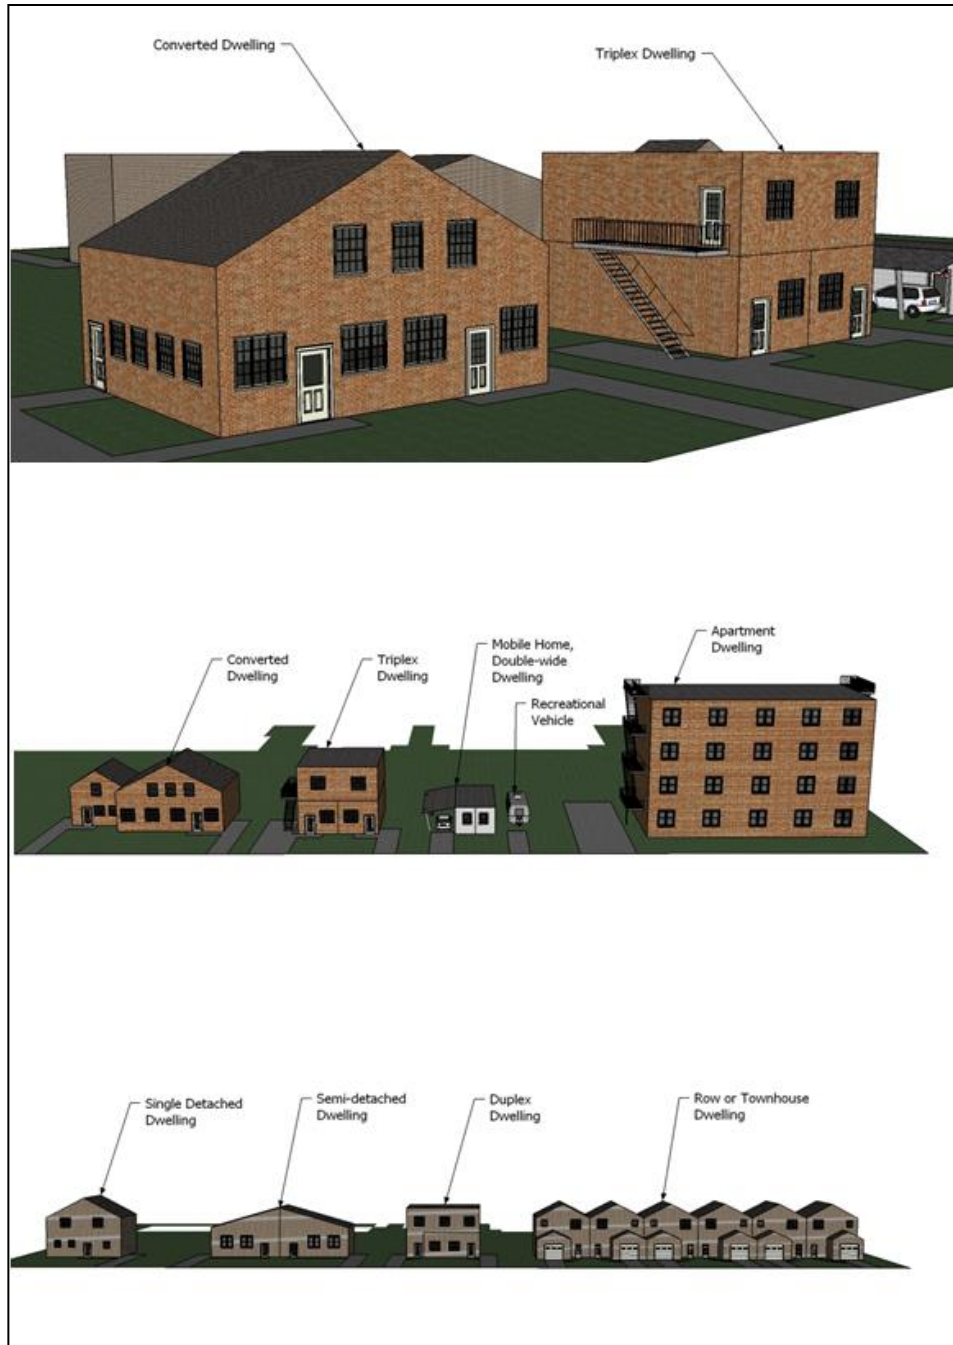 Converted Dwelling
Triplex Dwelling
Converted
Dwelling
Triplex
Dwelling
Mobile Home,
Double-wide
Dwelling
Recreational
Vehicle
Apartment
Dwelling
Single Detached
Dwelling
Semi-detached
Dwelling
Duplex
Dwelling
Row or Townhouse
Dwelling